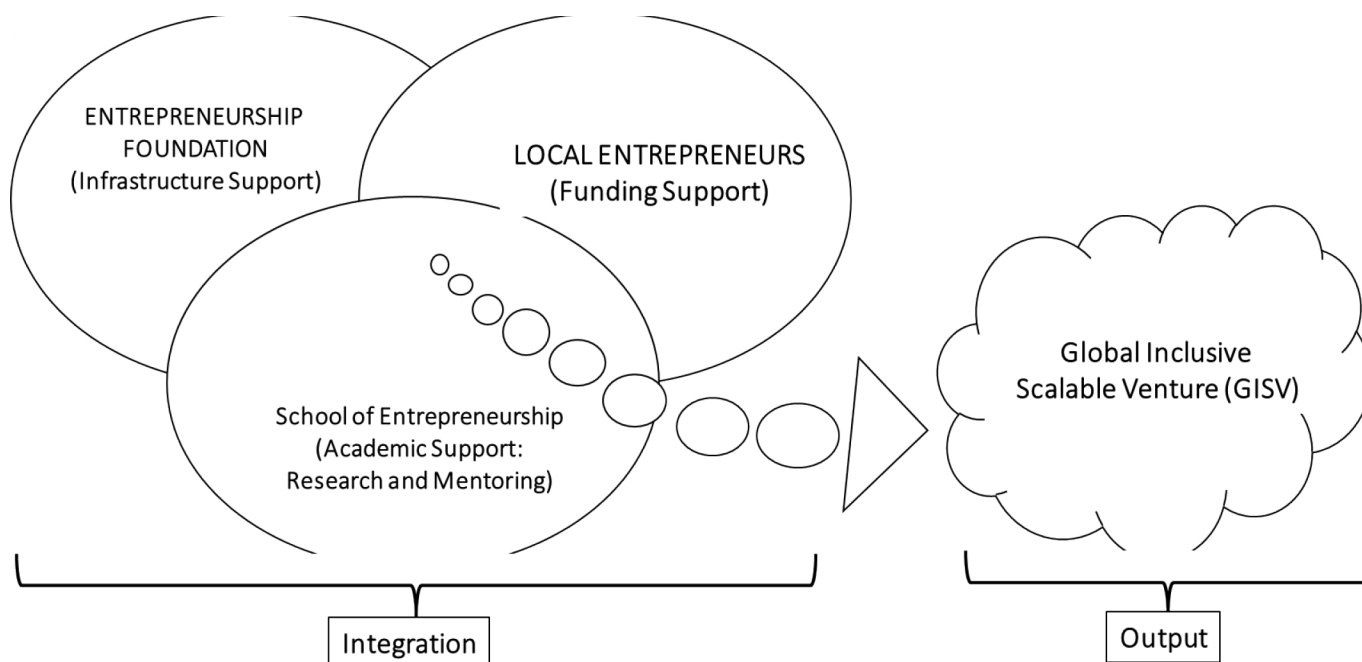 ENTREPRENEURSHIP
FOUNDATION
(Infrastructure Support)
LOCAL ENTREPRENEURS
(Funding Support)
School of Entrepreneurship
(Academic Support:
Research and Mentoring)
Global Inclusive
Scalable Venture (GISV)
Integration
Output